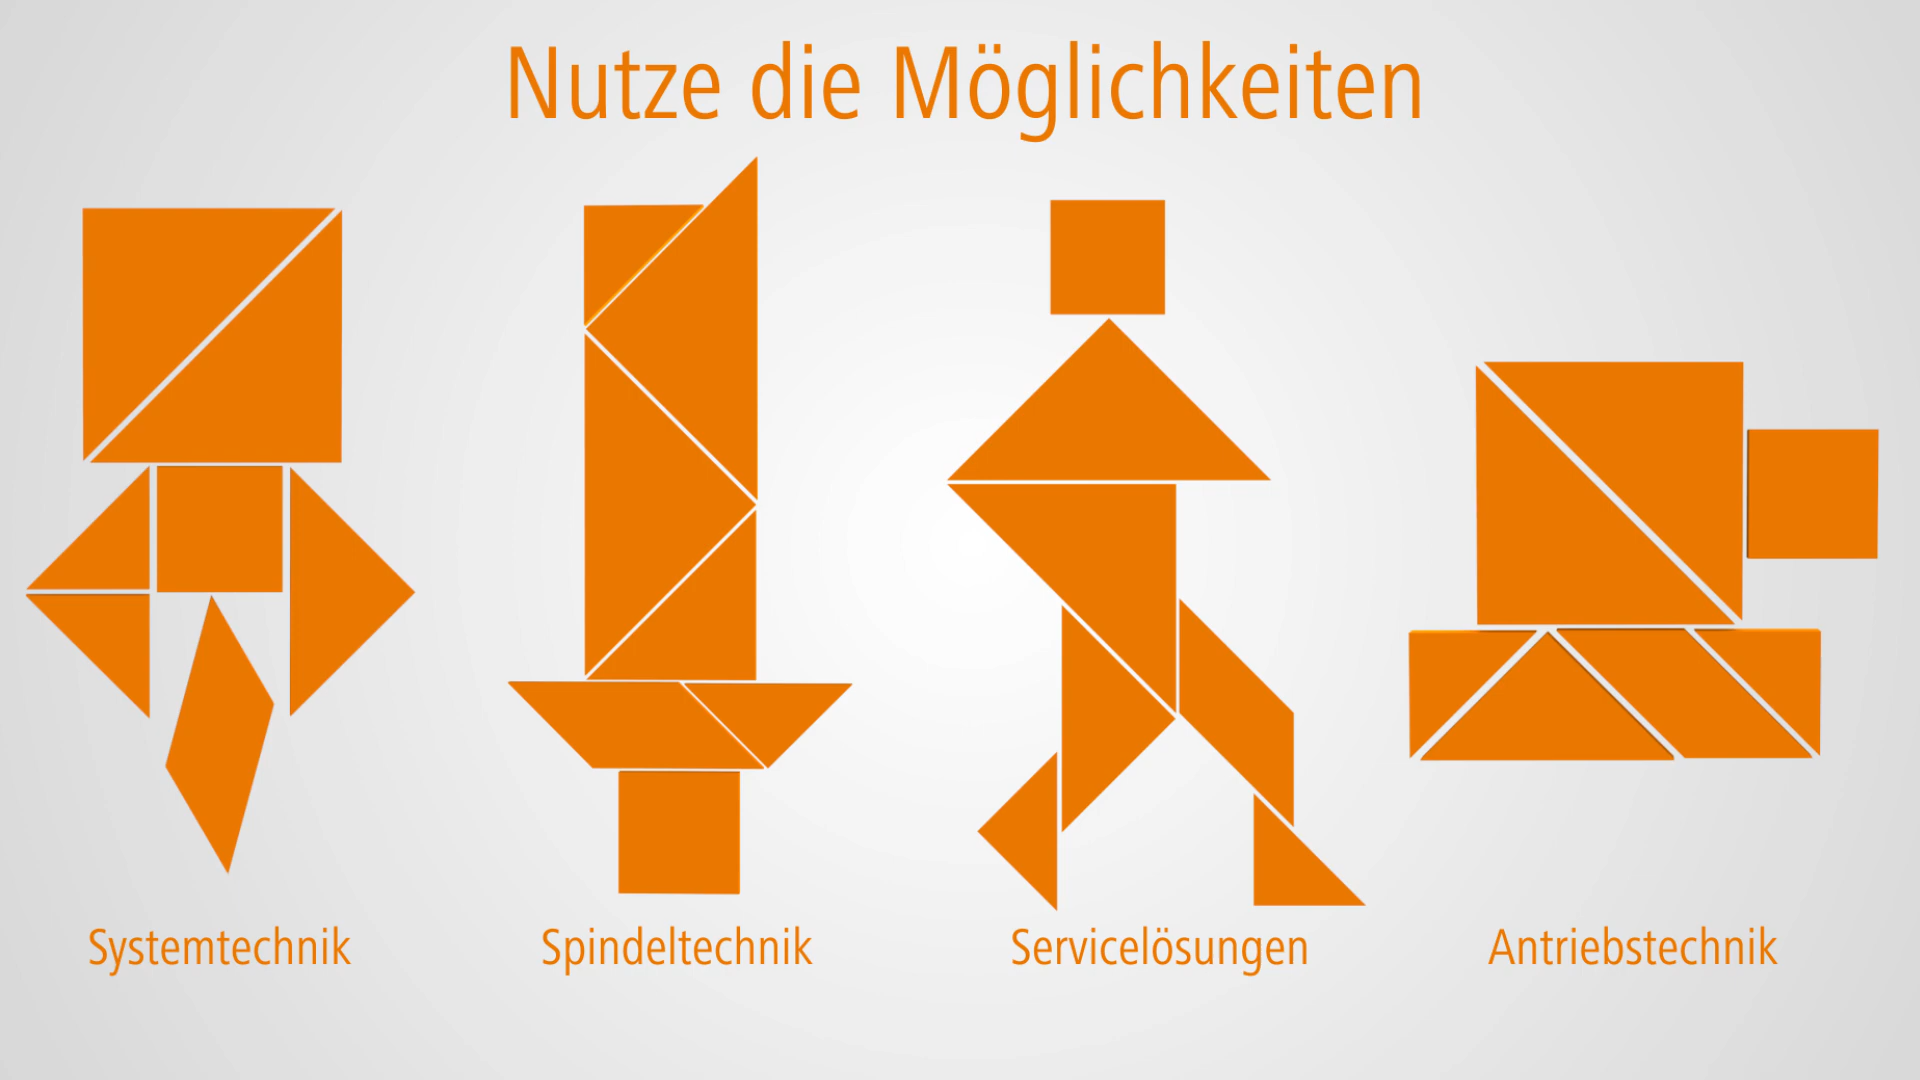 Nutze die Möglichkeiten
Systemtechnik
Spindeltechnik
Servicelösungen
Antriebstechnik